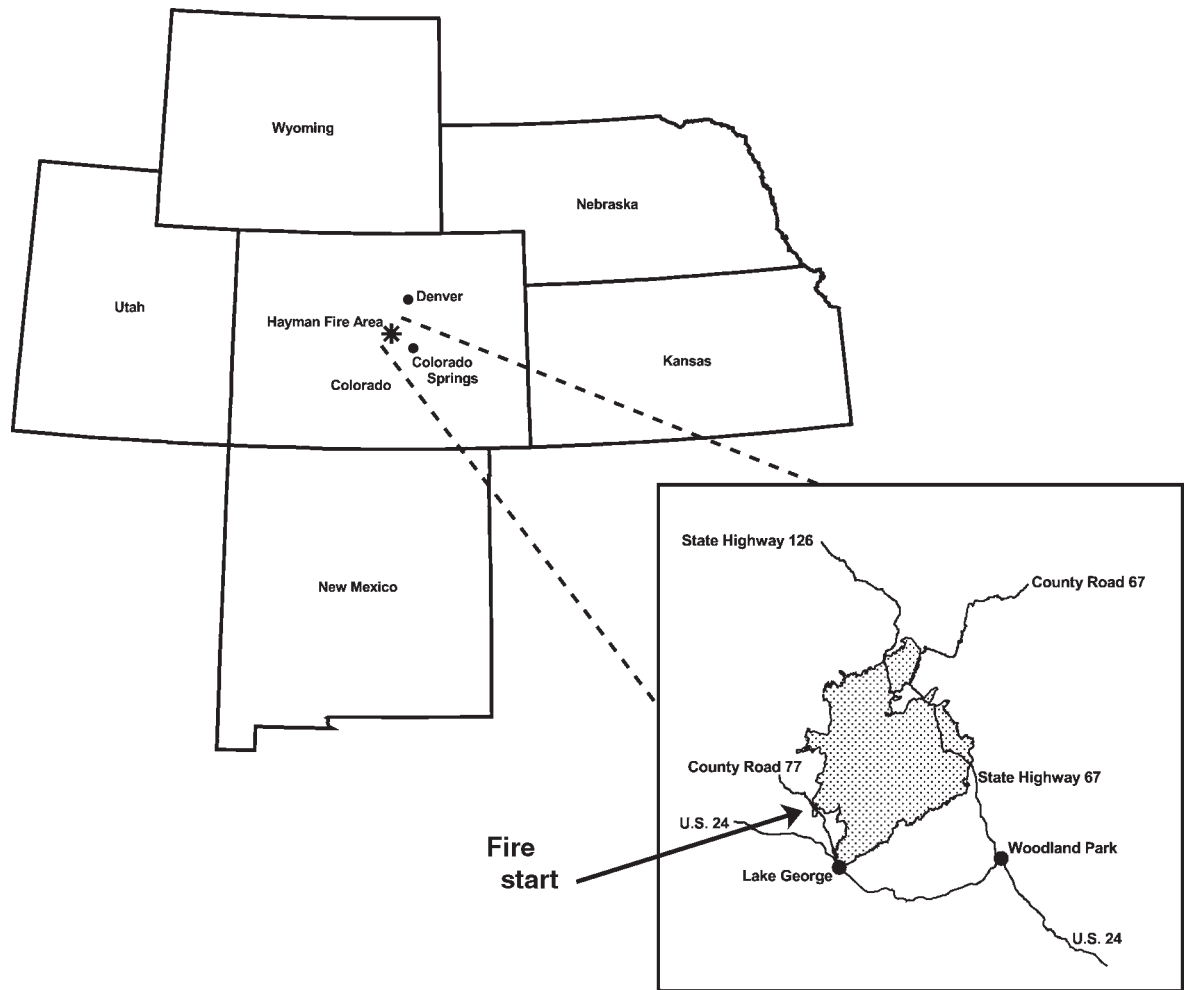 Wyoming
Nebraska
Utah
Denver
Hayman Fire Area
Colorado
Springs
Kansas
Colorado
New Mexico
State Highway 126
County Road 67
County Road 77
State Highway 67
U.S. 24
Fire
start
Woodland Park
Lake George
U.S. 24